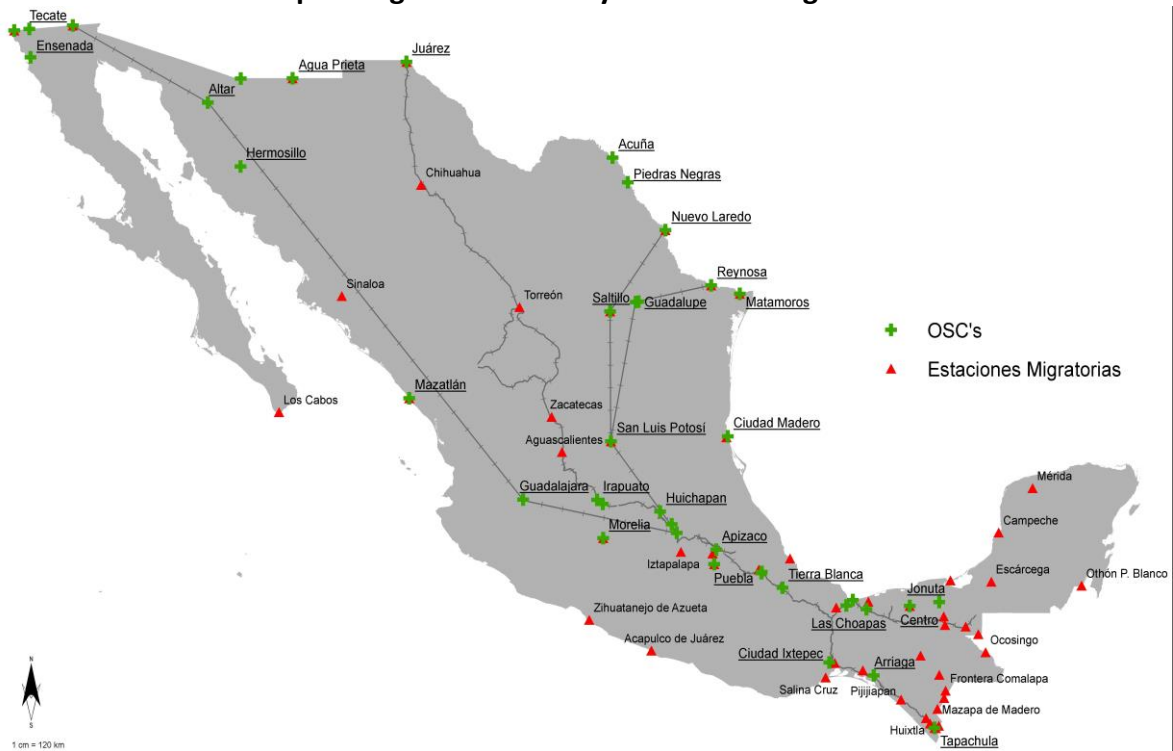 Tecate
Ensenada
Agua Prieta
Juárez
Altar
Hermosillo
Chihuahua
Acuña
Piedras Negras
Nuevo Laredo
Reynosa
Sinaloa
Torreón
Saltillo
Guadalupe
Matamoros
OSC's
Estaciones Migratorias
Mazatlán
Los Cabos
Zacatecas
Ciudad Madero
San Luis Potosí
Aguascalientes
Guadalajara
Irapuato
Huichapan
Mérida
Morelia
Apizaco
Campeche
Iztapalapa
Puebla
Tierra Blanca
Escárcega
Othón P. Blanco
Jonuta
Zihuatanejo de Azueta
Las Choapas
Centro
Acapulco de Juárez
Ocosingo
Ciudad Ixtepec
Arriaga
Salina Cruz
Pijijiapan
Frontera Comalapa
Mazapa de Madero
Huixtla
Tapachula
N
S
1 cm = 120 km